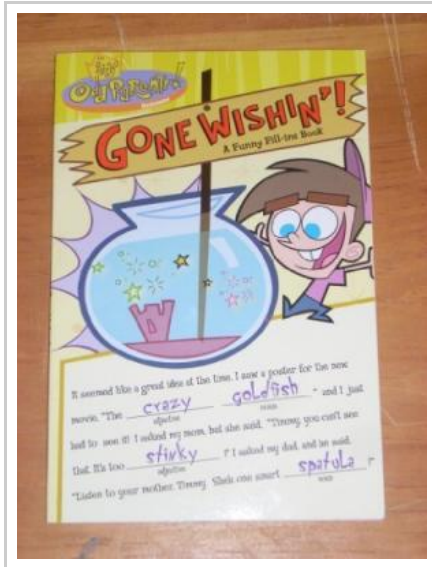 Odd Parents!
GONE WISHIN'!
A Funny Fill-ins Book
It seemed like a great idea at the time. I saw a poster for the new
movie, "The crazy goldfish" and I just
adjective noun
had to see it! I asked my mom, but she said, "Timmy, you can't see
that. It's too stinky!" I asked my dad, and he said,
adjective
"Listen to your mother, Timmy. She's one smart spatula!"
noun